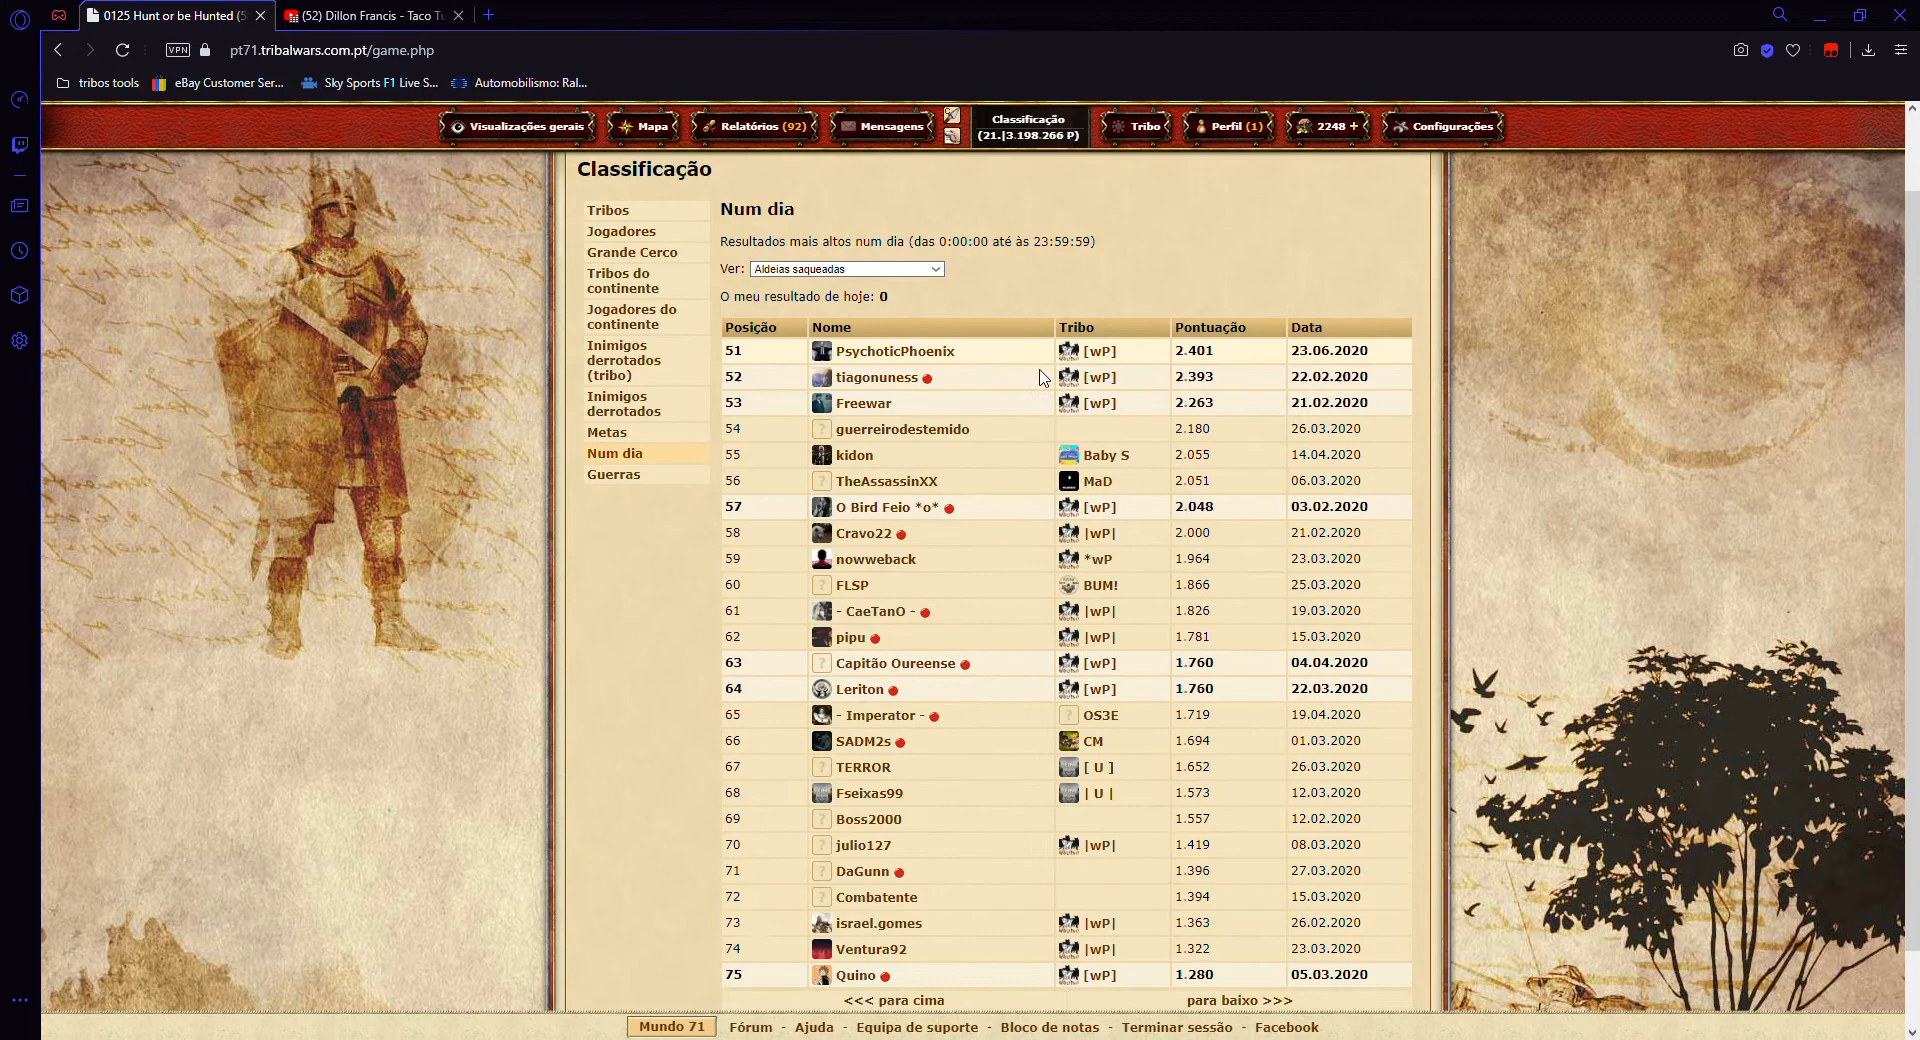 0125 Hunt or be Hunted (5
(52) Dillon Francis - Taco Tu
VPN
pt71.tribalwars.com.pt/game.php
tribos tools
eBay Customer Ser...
Sky Sports F1 Live S...
Automobilismo: Ral...
Visualizações gerais
Mapa
Relatórios (92)
Mensagens
Classificação
(21.|3.198.266 P)
Tribo
Perfil (1)
2248 +
Configurações
Classificação
Tribos
Jogadores
Grande Cerco
Tribos do
continente
Jogadores do
continente
Inimigos
derrotados
(tribo)
Inimigos
derrotados
Metas
Num dia
Guerras
Num dia
Resultados mais altos num dia (das 0:00:00 até às 23:59:59)
Ver: Aldeias saqueadas
O meu resultado de hoje: 0
Posição Nome Tribo Pontuação Data
51 PsychoticPhoenix [wP] 2.401 23.06.2020
52 tiagonuness [wP] 2.393 22.02.2020
53 Freewar [wP] 2.263 21.02.2020
54 guerreirodestemido 2.180 26.03.2020
55 kidon Baby S 2.055 14.04.2020
56 TheAssassinXX MaD 2.051 06.03.2020
57 O Bird Feio *o* [wP] 2.048 03.02.2020
58 Cravo22 |wP| 2.000 21.02.2020
59 nowweback *wP 1.964 23.03.2020
60 FLSP BUM! 1.866 25.03.2020
61 - CaeTanO - |wP| 1.826 19.03.2020
62 pipu |wP| 1.781 15.03.2020
63 Capitão Oureense [wP] 1.760 04.04.2020
64 Leriton [wP] 1.760 22.03.2020
65 - Imperator - OS3E 1.719 19.04.2020
66 SADM2s CM 1.694 01.03.2020
67 TERROR [ U ] 1.652 26.03.2020
68 Fseixas99 | U | 1.573 12.03.2020
69 Boss2000 1.557 12.02.2020
70 julio127 |wP| 1.419 08.03.2020
71 DaGunn 1.396 27.03.2020
72 Combatente 1.394 15.03.2020
73 israel.gomes |wP| 1.363 26.02.2020
74 Ventura92 |wP| 1.322 23.03.2020
75 Quino [wP] 1.280 05.03.2020
<<< para cima para baixo >>>
Mundo 71 Fórum - Ajuda - Equipa de suporte - Bloco de notas - Terminar sessão - Facebook